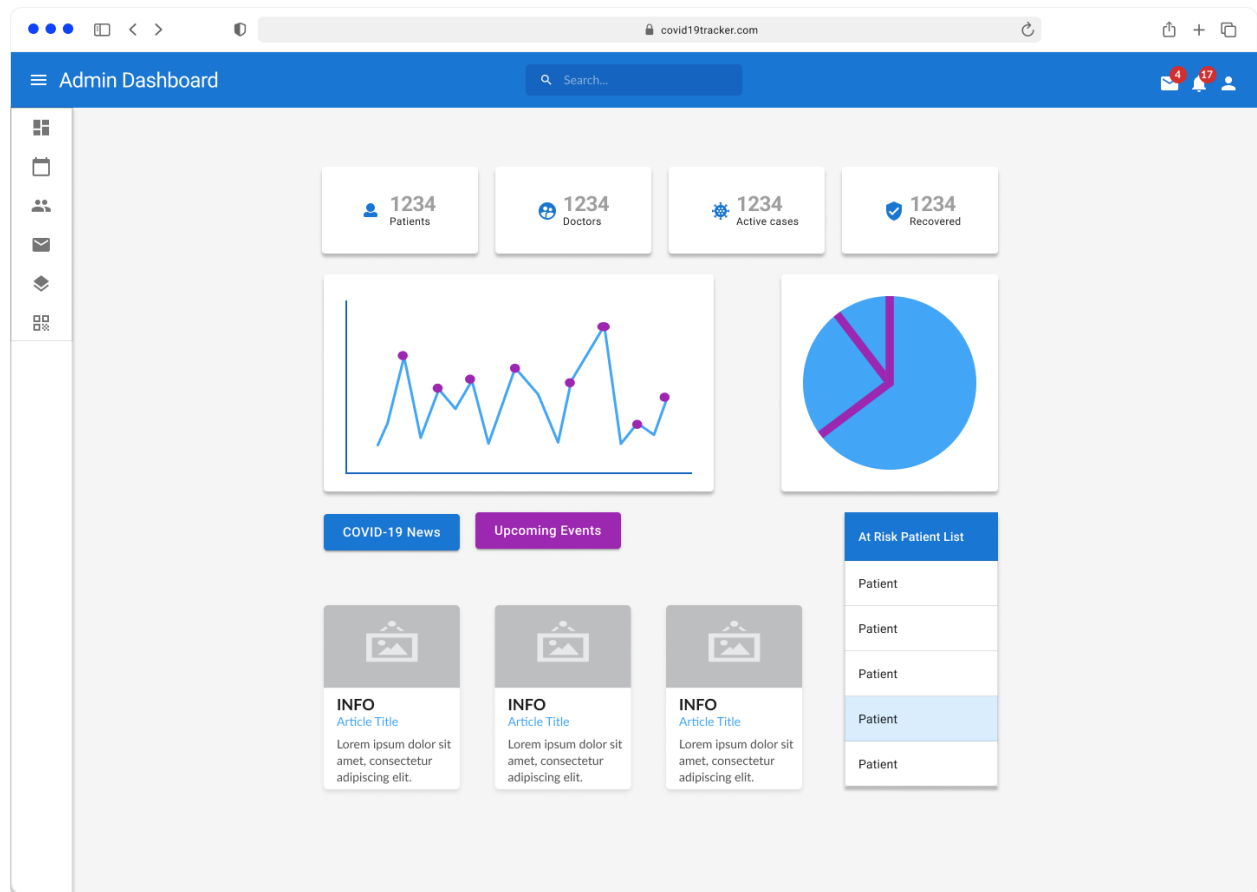 covid19tracker.com
Admin Dashboard
Search...
4
17
1234
Patients
1234
Doctors
1234
Active cases
1234
Recovered
COVID-19 News
Upcoming Events
At Risk Patient List
Patient
Patient
Patient
Patient
Patient
INFO
Article Title
Lorem ipsum dolor sit
amet, consectetur
adipiscing elit.
INFO
Article Title
Lorem ipsum dolor sit
amet, consectetur
adipiscing elit.
INFO
Article Title
Lorem ipsum dolor sit
amet, consectetur
adipiscing elit.